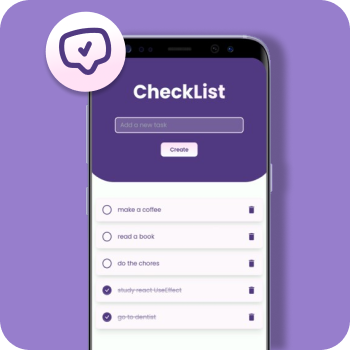 CheckList
Add a new task
Create
make a coffee
read a book
do the chores
study react UseEffect
go to dentist